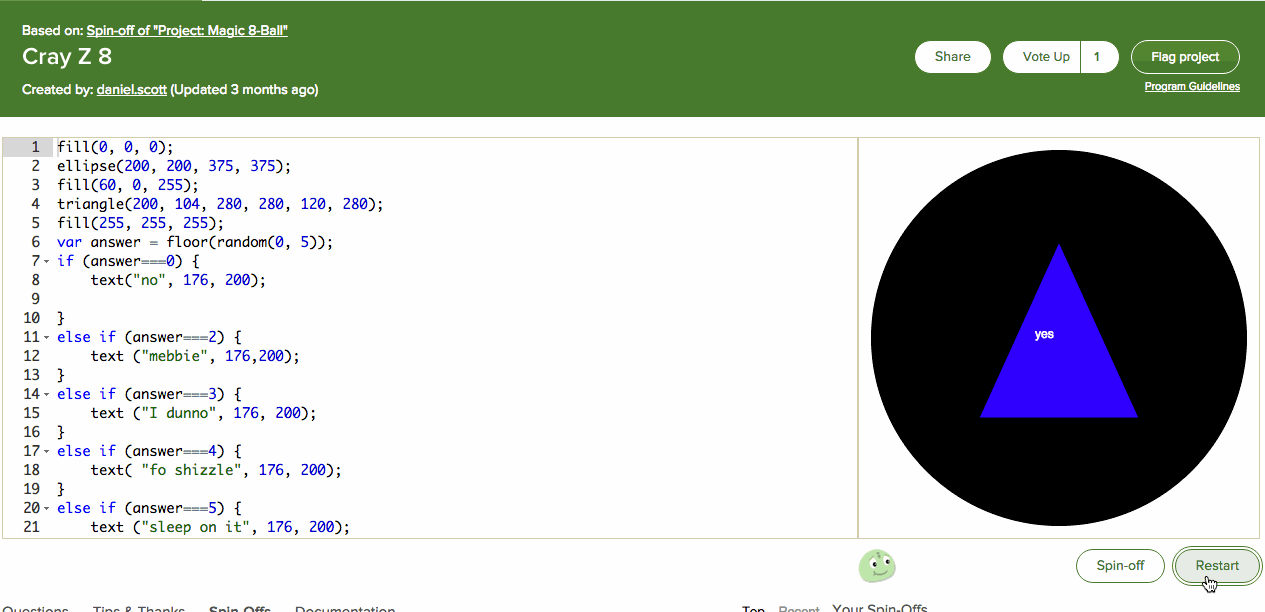 Based on: Spin-off of "Project: Magic 8-Ball"
Cray Z 8
Created by: daniel.scott (Updated 3 months ago)
Share
Vote Up 1
Flag project
Program Guidelines
1 fill(0, 0, 0);
2 ellipse(200, 200, 375, 375);
3 fill(60, 0, 255);
4 triangle(200, 104, 280, 280, 120, 280);
5 fill(255, 255, 255);
6 var answer = floor(random(0, 5));
7 if (answer===0) {
8     text("no", 176, 200);
9
10 }
11 else if (answer===2) {
12     text ("mebbie", 176,200);
13 }
14 else if (answer===3) {
15     text ("I dunno", 176, 200);
16 }
17 else if (answer===4) {
18     text( "fo shizzle", 176, 200);
19 }
20 else if (answer===5) {
21     text ("sleep on it", 176, 200);
yes
Spin-off
Restart
Questions Tips & Thanks Spin-Offs Documentation
Top Recent Your Spin-Offs